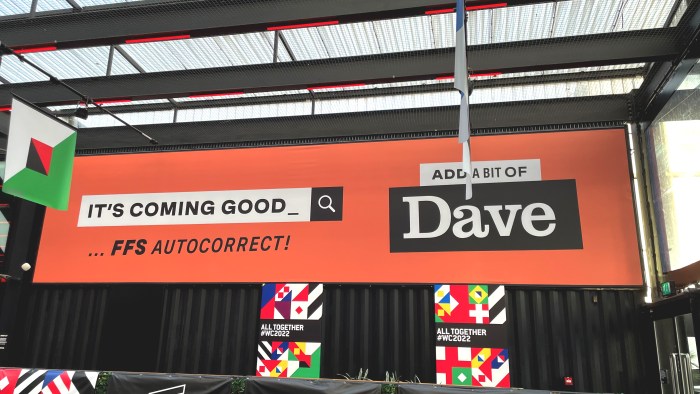 IT'S COMING GOOD_
... FFS AUTOCORRECT!
ADD A BIT OF
Dave
ALL TOGETHER
#WC2022
ALL TOGETHER
#WC2022